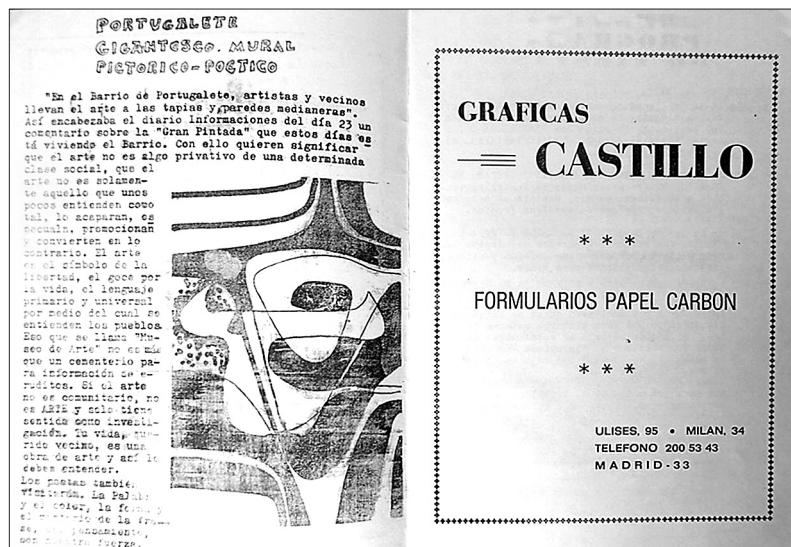 PORTUGALETE
GIGANTESCO. MURAL
PICTORICO-POETICO
"En el Barrio de Portugalete, artistas y vecinos
llevan el arte a las tapias y paredes medianeras".
Así encabezaba el diario Informaciones del día 23 un
comentario sobre la "Gran Pintada" que estos días es
tá viviendo el Barrio. Con ello quieren significar
que el arte no es algo privativo de una determinada
clase social, que el
arte no es solamen-
te aquello que unos
pocos entienden como
tal, lo acaparan, es
peculan, promocionan
y convierten en lo
contrario. El arte
es el símbolo de la
libertad, el goce por
la vida, el lenguaje
primario y universal
por medio del cual se
entienden los pueblos.
Eso que se llama "Mu-
seo de Arte" no es más
que un cementerio pa-
ra información de e-
ruditos. Si el arte
no es comunitario, no
es ARTE y solo tiene
sentido como investi-
gación. Tu vida, que-
rido vecino, es una
obra de arte y así lo
debes entender.
Los poetas también
visitarán. La Palabra
y el color, la forma y
el de la fra
se, pensamiento,
son nuestra fuerza.
GRAFICAS
CASTILLO
* * *
FORMULARIOS PAPEL CARBON
* * *
ULISES, 95 • MILAN, 34
TELEFONO 200 53 43
MADRID-33